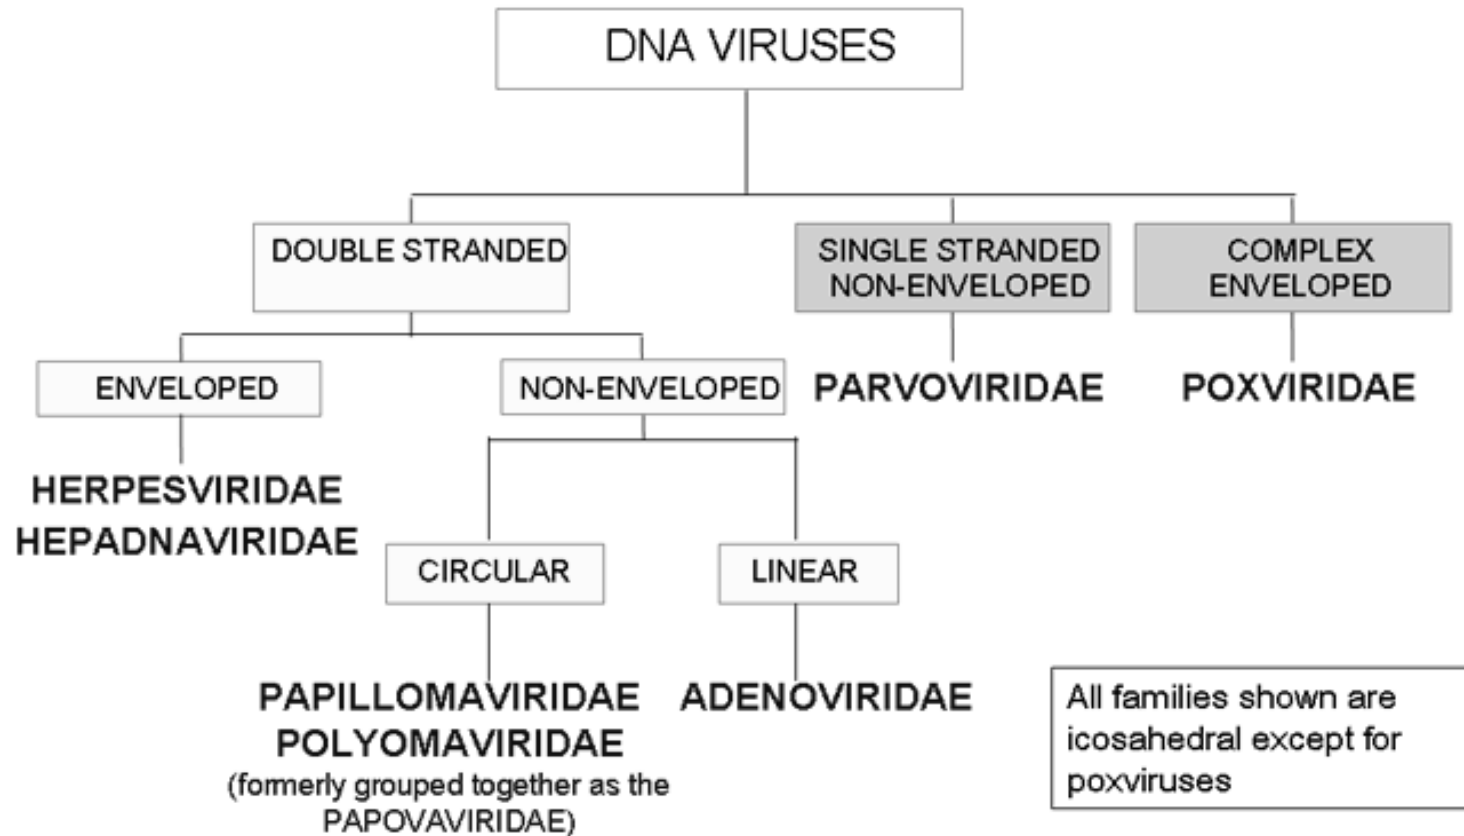 DNA VIRUSES
DOUBLE STRANDED
SINGLE STRANDED
NON-ENVELOPED
COMPLEX
ENVELOPED
ENVELOPED
NON-ENVELOPED
PARVOVIRIDAE
POXVIRIDAE
HERPESVIRIDAE
HEPADNAVIRIDAE
CIRCULAR
LINEAR
PAPILLOMAVIRIDAE
POLYOMAVIRIDAE
(formerly grouped together as the
PAPOVAVIRIDAE)
ADENOVIRIDAE
All families shown are
icosahedral except for
poxviruses